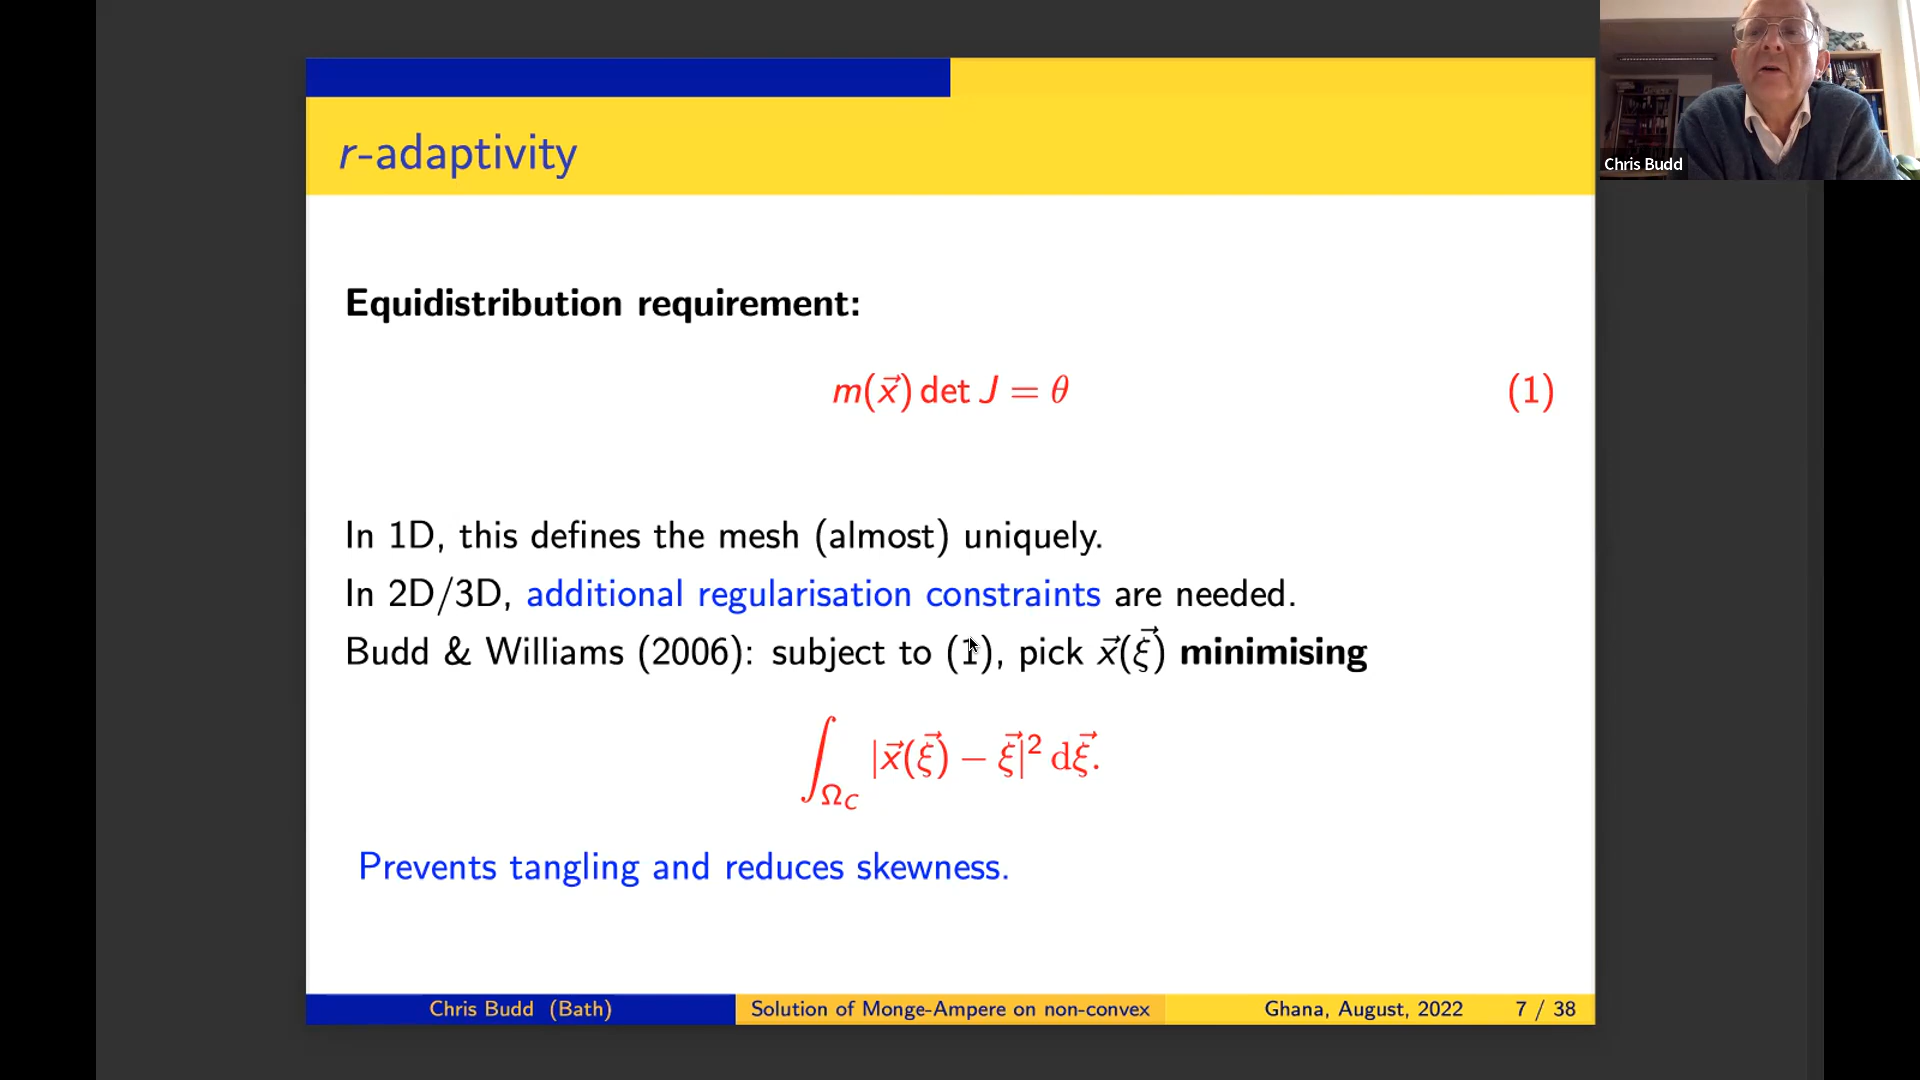 r-adaptivity
Chris Budd
Equidistribution requirement:
m(x⃗) det J = θ (1)
In 1D, this defines the mesh (almost) uniquely.
In 2D/3D, additional regularisation constraints are needed.
Budd & Williams (2006): subject to (1), pick x⃗(ξ⃗) minimising
∫_{Ω_C} |x⃗(ξ⃗) − ξ⃗|² dξ⃗.
Prevents tangling and reduces skewness.
Chris Budd (Bath) Solution of Monge-Ampere on non-convex Ghana, August, 2022 7 / 38